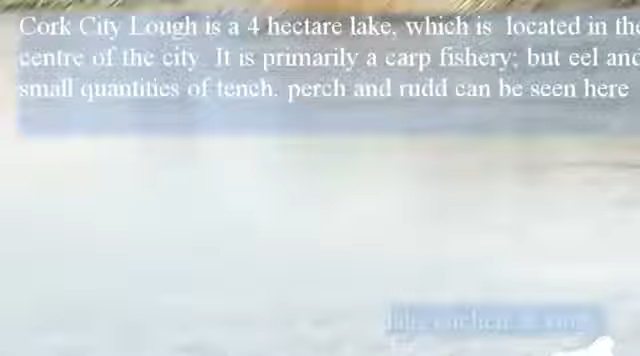 Cork City Lough is a 4 hectare lake, which is located in the
centre of the city. It is primarily a carp fishery; but eel and
small quantities of tench. perch and rudd can be seen here